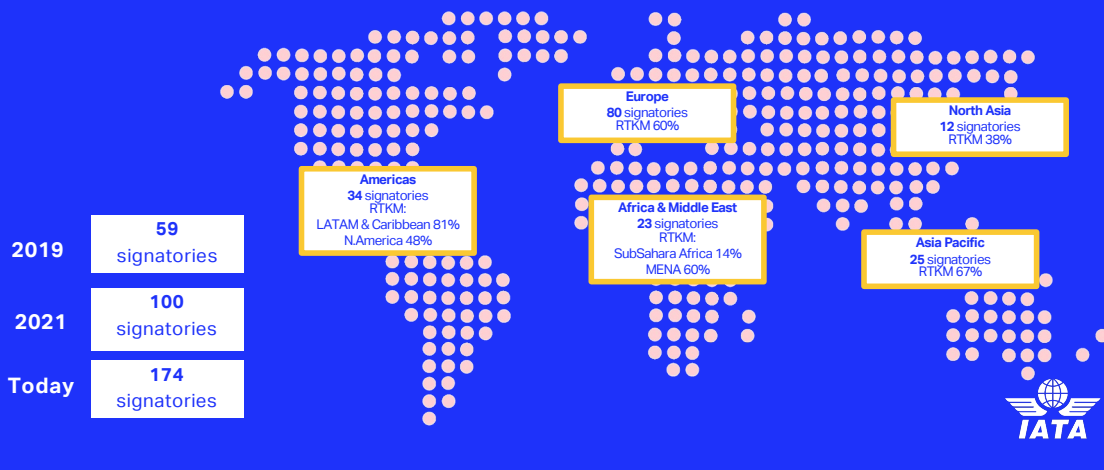 Europe
80 signatories
RTKM 60%
North Asia
12 signatories
RTKM 38%
Americas
34 signatories
RTKM:
LATAM & Caribbean 81%
N.America 48%
Africa & Middle East
23 signatories
RTKM:
SubSahara Africa 14%
MENA 60%
Asia Pacific
25 signatories
RTKM 67%
2019
59
signatories
2021
100
signatories
Today
174
signatories
IATA